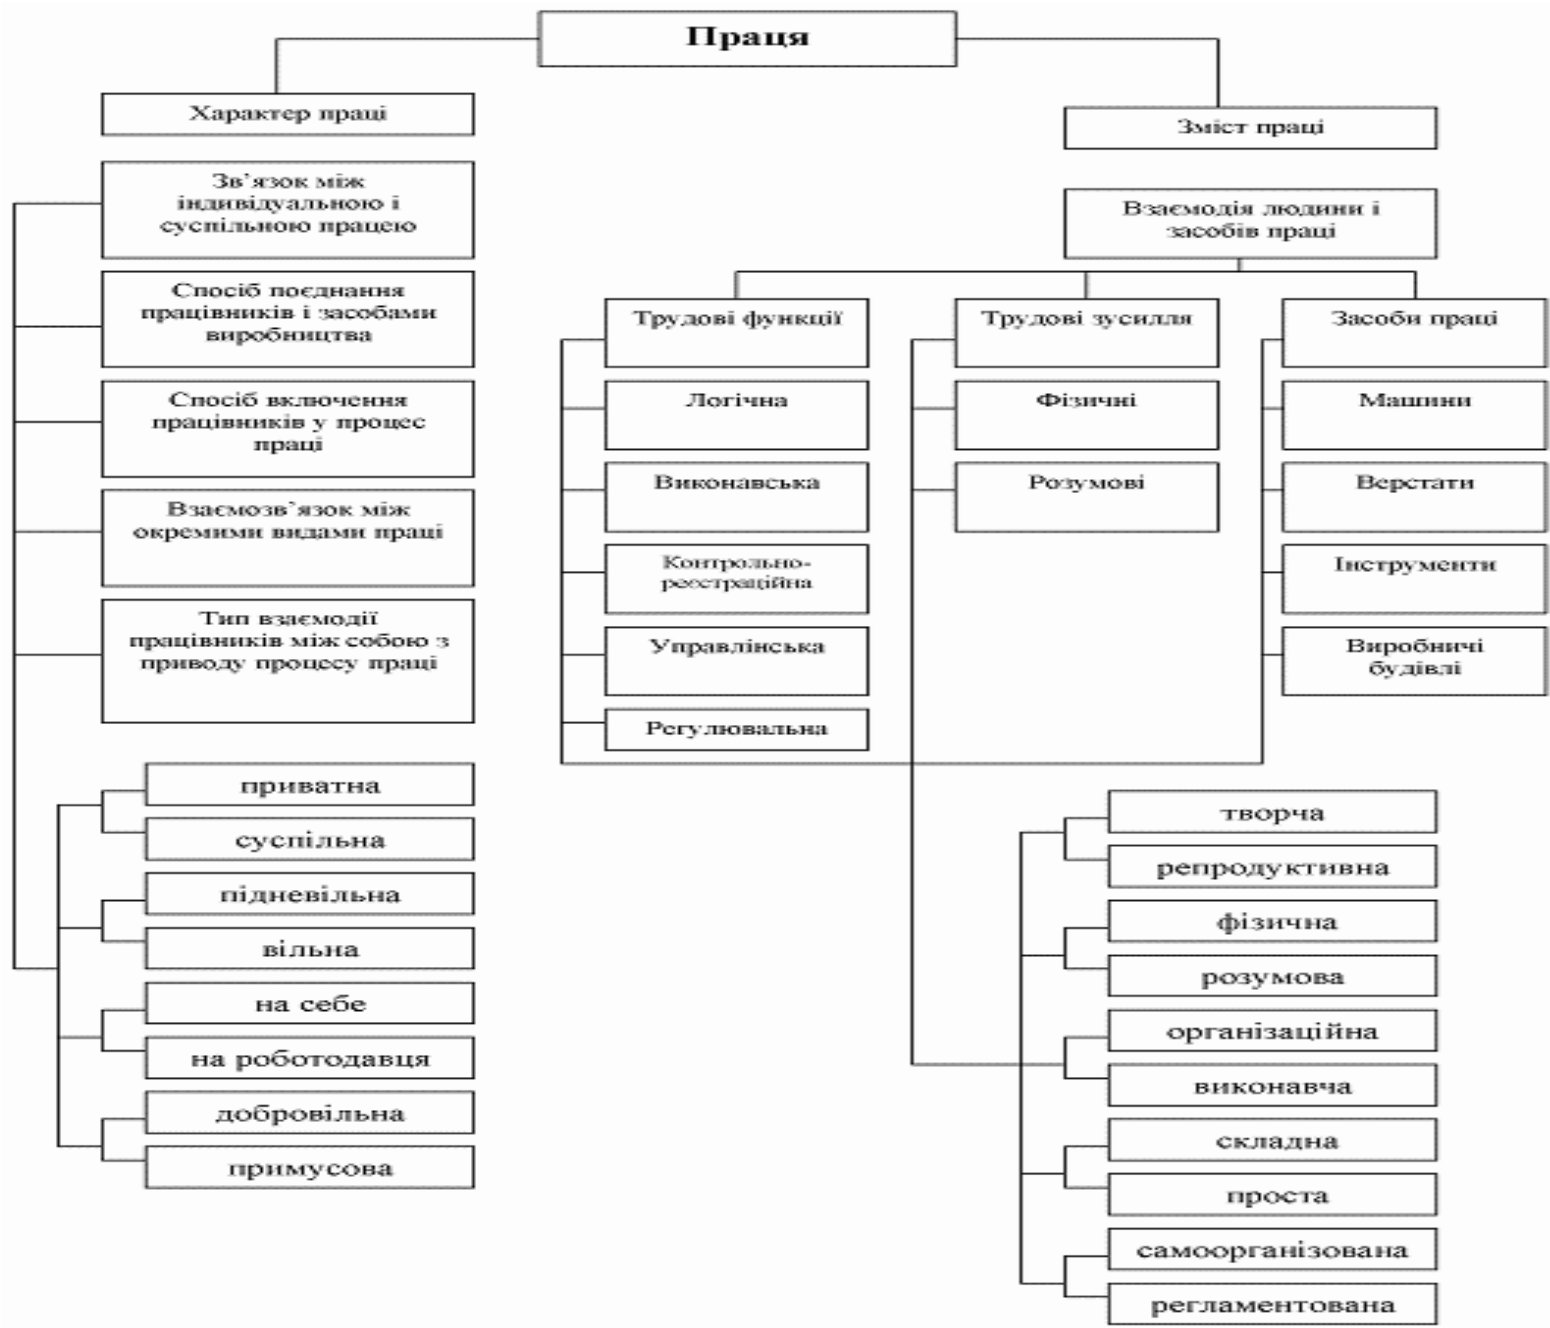 Праця
Характер праці
Зв’язок між
індивідуальною і
суспільною працею
Спосіб поєднання
працівників і засобами
виробництва
Спосіб включення
працівників у процес
праці
Взаємозв’язок між
окремими видами праці
Тип взаємодії
працівників між собою з
приводу процесу праці
приватна
суспільна
підневільна
вільна
на себе
на роботодавця
добровільна
примусова
Зміст праці
Взаємодія людини і
засобів праці
Трудові функції
Логічна
Виконавська
Контрольно-
реєстраційна
Управлінська
Регулювальна
Трудові зусилля
Фізичні
Розумові
Засоби праці
Машини
Верстати
Інструменти
Виробничі
будівлі
творча
репродуктивна
фізична
розумова
організаційна
виконавча
складна
проста
самоорганізована
регламентована